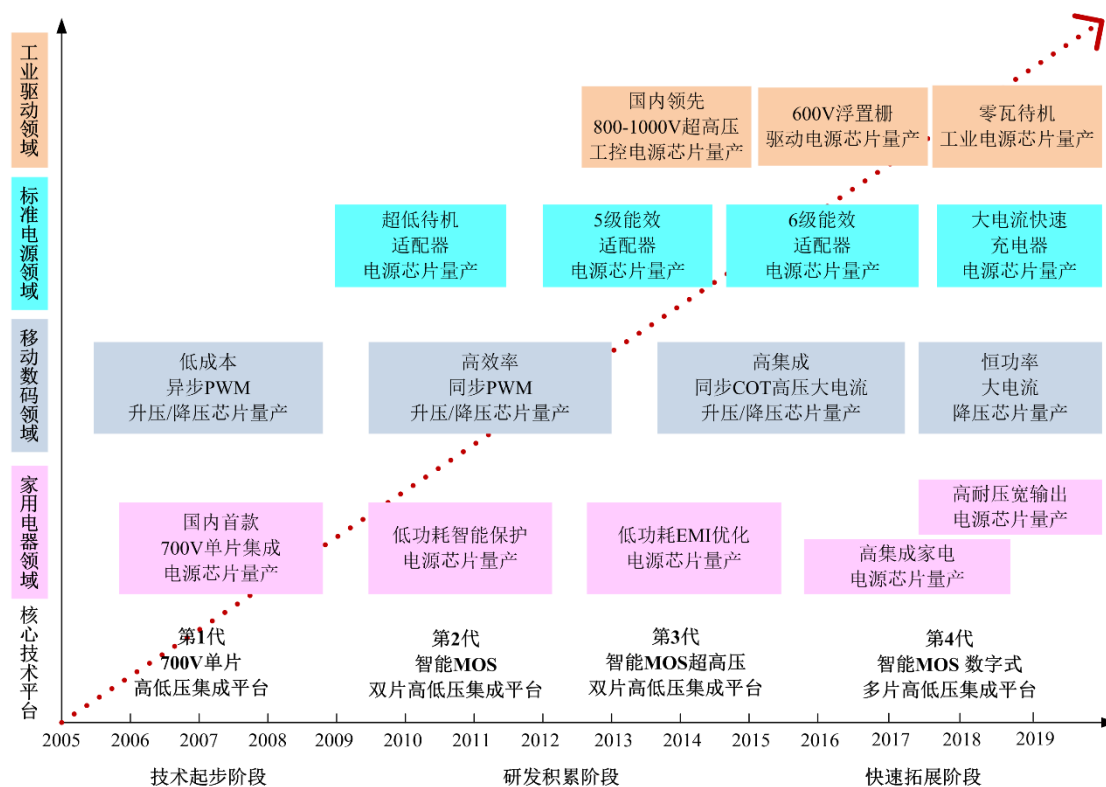 工业驱动领域
国内领先
800-1000V超高压
工控电源芯片量产
600V浮置栅
驱动电源芯片量产
零瓦待机
工业电源芯片量产
标准电源领域
超低待机
适配器
电源芯片量产
5级能效
适配器
电源芯片量产
6级能效
适配器
电源芯片量产
大电流快速
充电器
电源芯片量产
移动数码领域
低成本
异步PWM
升压/降压芯片量产
高效率
同步PWM
升压/降压芯片量产
高集成
同步COT高压大电流
升压/降压芯片量产
恒功率
大电流
降压芯片量产
家用电器领域
国内首款
700V单片集成
电源芯片量产
低功耗智能保护
电源芯片量产
低功耗EMI优化
电源芯片量产
高集成家电
电源芯片量产
高耐压宽输出
电源芯片量产
核心技术平台
第1代
700V单片
高低压集成平台
第2代
智能MOS
双片高低压集成平台
第3代
智能MOS超高压
双片高低压集成平台
第4代
智能MOS 数字式
多片高低压集成平台
2005 2006 2007 2008 2009 2010 2011 2012 2013 2014 2015 2016 2017 2018 2019
技术起步阶段 研发积累阶段 快速拓展阶段